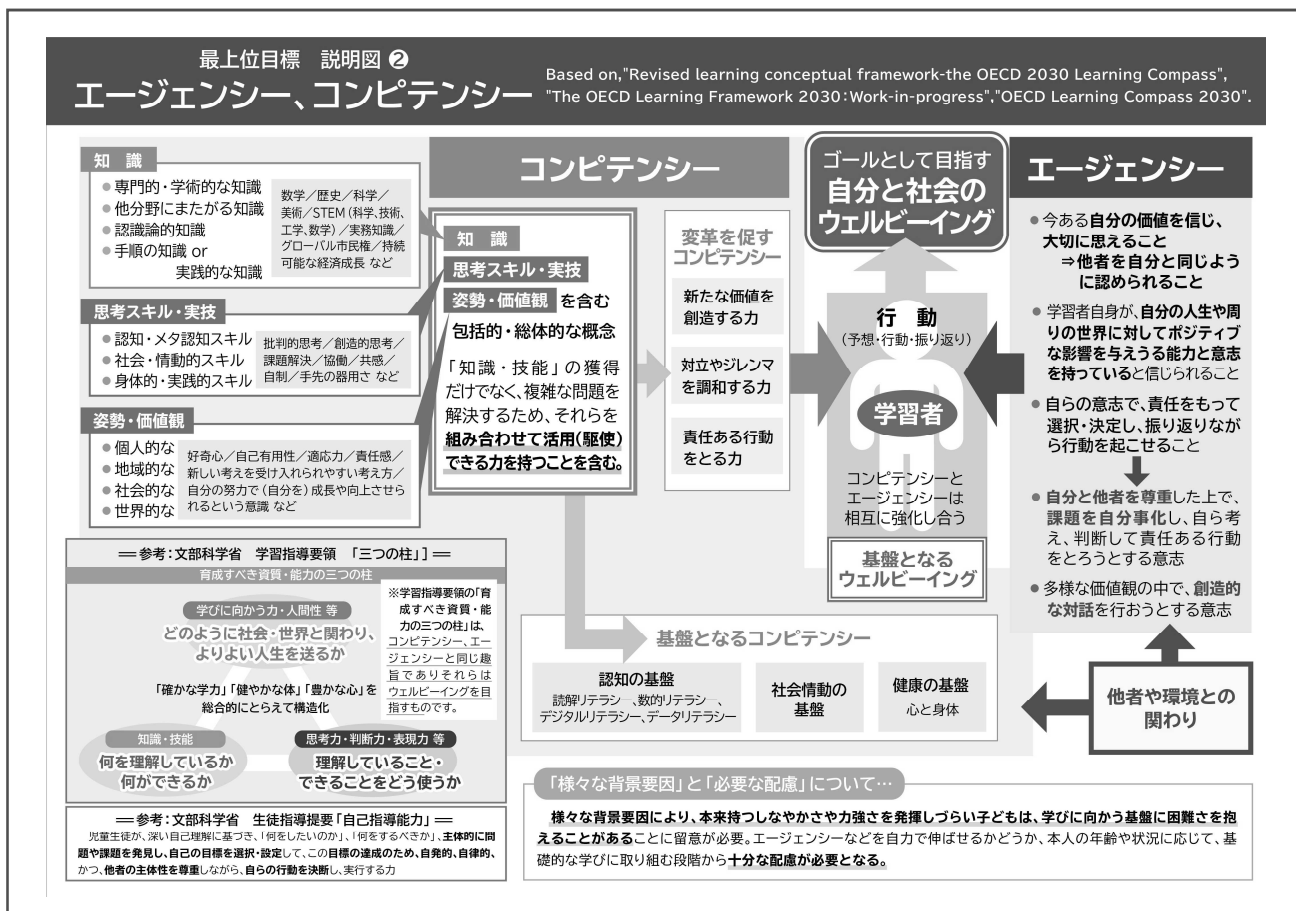 最上位目標　説明図 ❷
エージェンシー、コンピテンシー
Based on,"Revised learning conceptual framework-the OECD 2030 Learning Compass",
"The OECD Learning Framework 2030：Work-in-progress","OECD Learning Compass 2030".
知　識
● 専門的・学術的な知識
● 他分野にまたがる知識
● 認識論的知識
● 手順の知識 or
実践的な知識
数学／歴史／科学／
美術／STEM（科学、技術、
工学、数学）／実務知識／
グローバル市民権／持続
可能な経済成長 など
思考スキル・実技
● 認知・メタ認知スキル
● 社会・情動的スキル
● 身体的・実践的スキル
批判的思考／創造的思考／
課題解決／協働／共感／
自制／手先の器用さ など
姿勢・価値観
● 個人的な
● 地域的な
● 社会的な
● 世界的な
好奇心／自己有用性／適応力／責任感／
新しい考えを受け入れられやすい考え方／
自分の努力で（自分を）成長や向上させら
れるという意識 など
コンピテンシー
知　識
思考スキル・実技
姿勢・価値観 を含む
包括的・総体的な概念
「知識・技能」の獲得
だけでなく、複雑な問題を
解決するため、それらを
組み合わせて活用（駆使）
できる力を持つことを含む。
変革を促す
コンピテンシー
新たな価値を
創造する力
対立やジレンマ
を調和する力
責任ある行動
をとる力
ゴールとして目指す
自分と社会の
ウェルビーイング
行　動
（予想・行動・振り返り）
学習者
コンピテンシーと
エージェンシーは
相互に強化し合う
基盤となる
ウェルビーイング
エージェンシー
● 今ある自分の価値を信じ、
大切に思えること
⇒他者を自分と同じよう
に認められること
● 学習者自身が、自分の人生や周
りの世界に対してポジティブ
な影響を与えうる能力と意志
を持っていると信じられること
● 自らの意志で、責任をもって
選択・決定し、振り返りなが
ら行動を起こせること
● 自分と他者を尊重した上で、
課題を自分事化し、自ら考
え、判断して責任ある行動
をとろうとする意志
● 多様な価値観の中で、創造的
な対話を行おうとする意志
他者や環境との
関わり
基盤となるコンピテンシー
認知の基盤
読解リテラシー、数的リテラシー、
デジタルリテラシー、データリテラシー
社会情動の
基盤
健康の基盤
心と身体
＝参考：文部科学省　学習指導要領　「三つの柱」］＝
育成すべき資質・能力の三つの柱
学びに向かう力・人間性 等
どのように社会・世界と関わり、
よりよい人生を送るか
「確かな学力」「健やかな体」「豊かな心」を
総合的にとらえて構造化
知識・技能
何を理解しているか
何ができるか
思考力・判断力・表現力 等
理解していること・
できることをどう使うか
※学習指導要領の「育
成すべき資質・能
力の三つの柱」は、
コンピテンシー、エー
ジェンシーと同じ趣
旨でありそれらは
ウェルビーイングを目
指すものです。
＝参考：文部科学省　生徒指導提要「自己指導能力」＝
児童生徒が、深い自己理解に基づき、「何をしたいのか」、「何をするべきか」、主体的に問
題や課題を発見し、自己の目標を選択・設定して、この目標の達成のため、自発的、自律的、
かつ、他者の主体性を尊重しながら、自らの行動を決断し、実行する力
「様々な背景要因」と「必要な配慮」について…
様々な背景要因により、本来持つしなやかさや力強さを発揮しづらい子どもは、学びに向かう基盤に困難さを抱
えることがあることに留意が必要。エージェンシーなどを自力で伸ばせるかどうか、本人の年齢や状況に応じて、基
礎的な学びに取り組む段階から十分な配慮が必要となる。